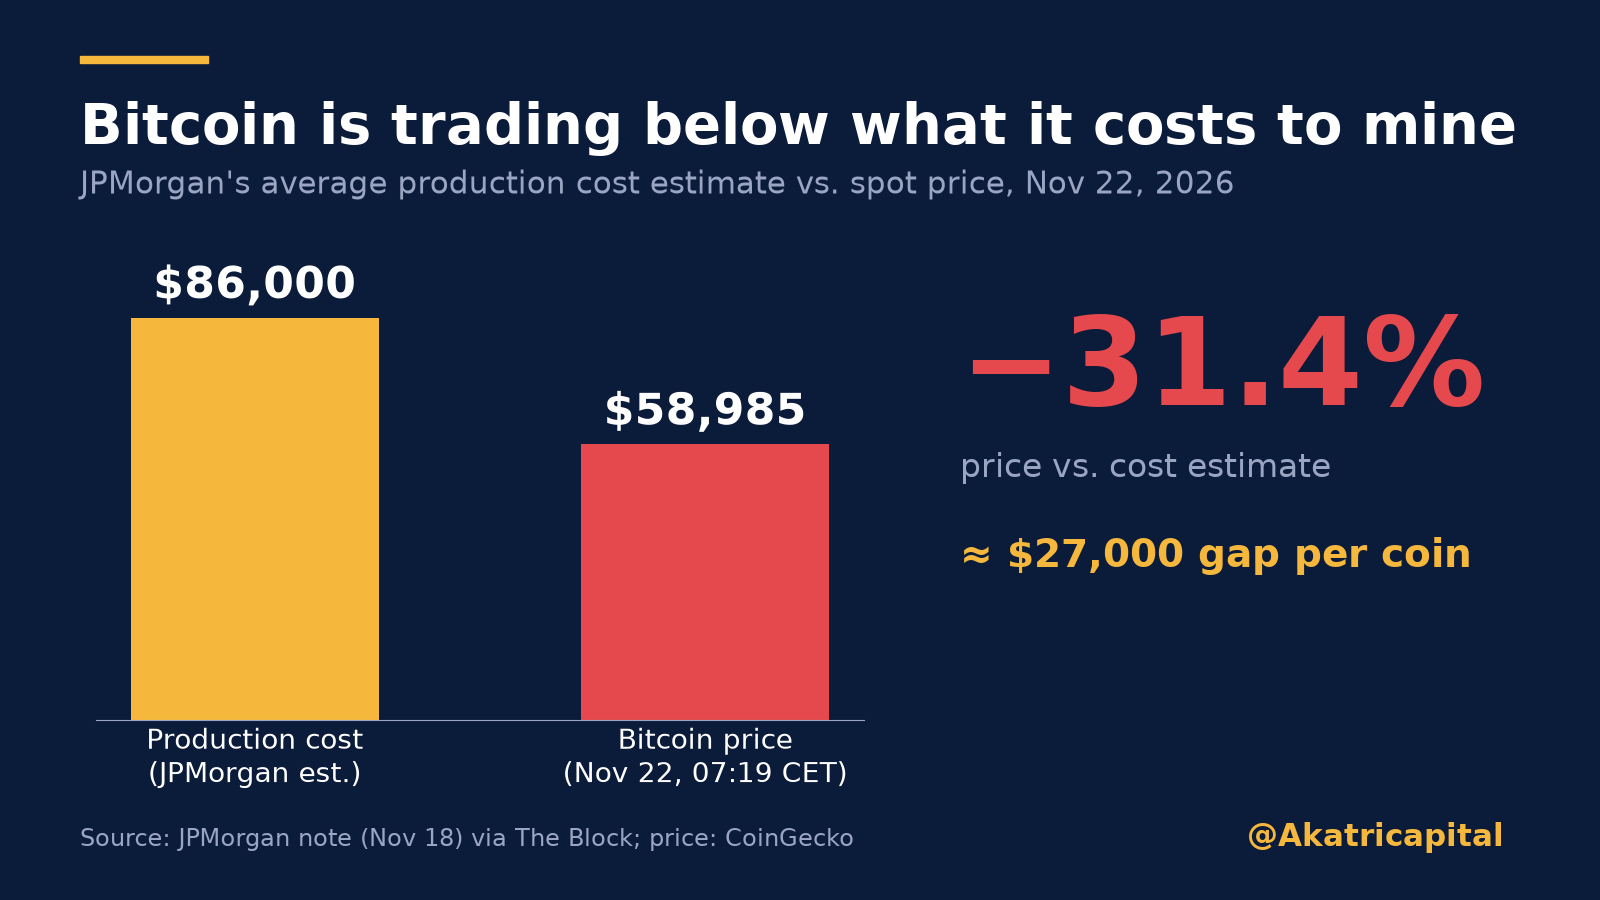 Bitcoin is trading below what it costs to mine
JPMorgan's average production cost estimate vs. spot price, Nov 22, 2026
$86,000
$58,985
−31.4%
price vs. cost estimate
≈ $27,000 gap per coin
Production cost
(JPMorgan est.)
Bitcoin price
(Nov 22, 07:19 CET)
Source: JPMorgan note (Nov 18) via The Block; price: CoinGecko
@Akatricapital